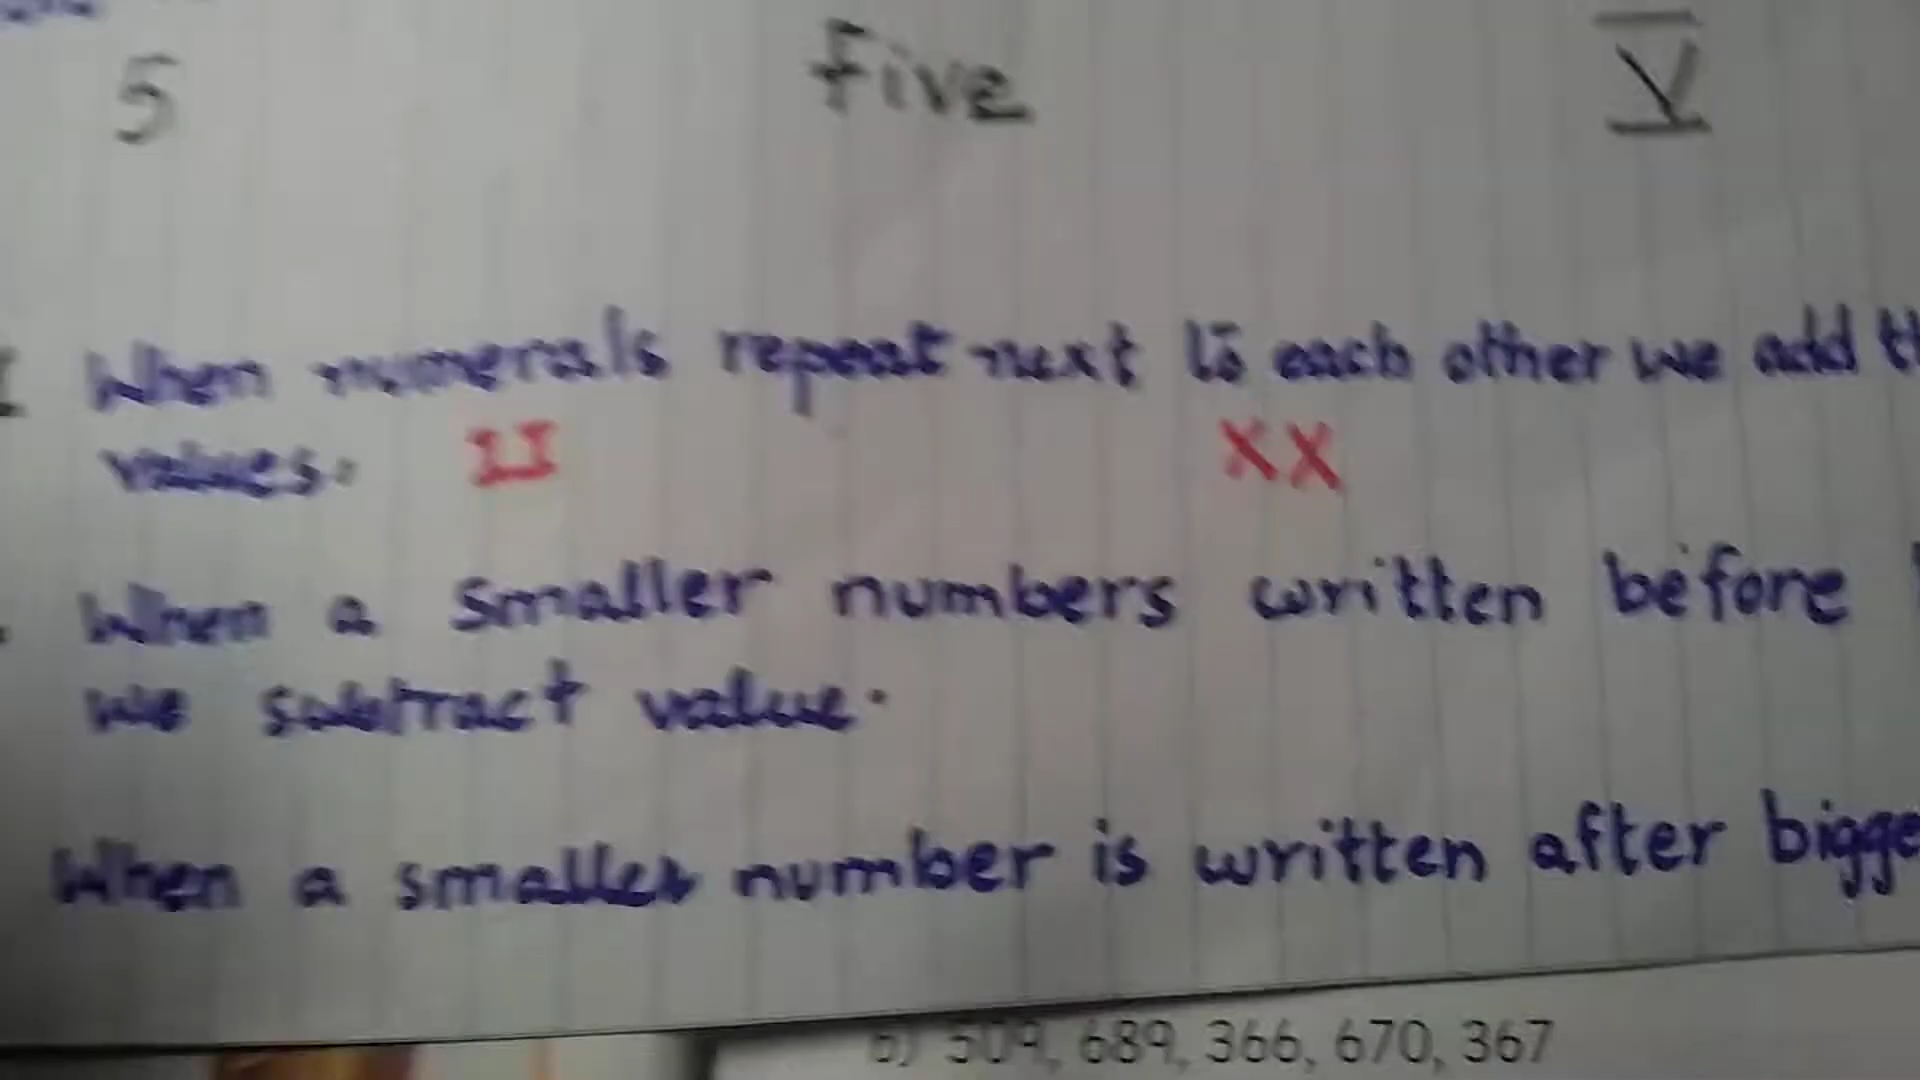 5 Five V
When numerals repeat next to each other we add
values. II XX
When a smaller numbers written before
we subtract value.
When a smaller number is written after bigge
b) 509, 689, 366, 670, 367